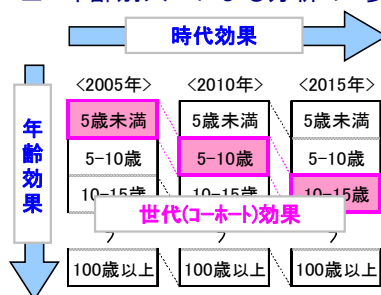 時代効果
<2005年> <2010年> <2015年>
年齢効果
5歳未満 5歳未満 5歳未満
5-10歳 5-10歳 5-10歳
10-15歳 10-15歳 10-15歳
世代(コーホート)効果
100歳以上 100歳以上 100歳以上